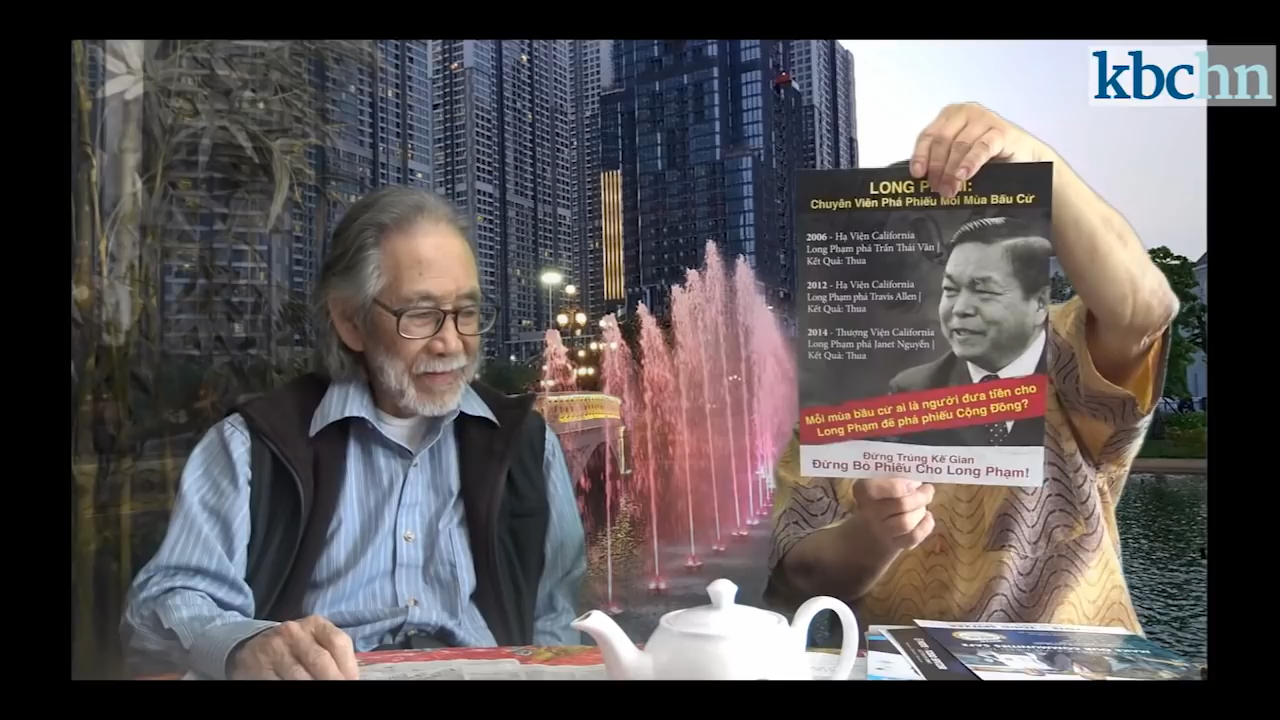 kbchn
LONG PHẠM:
Chuyên Viên Phá Phiếu Mỗi Mùa Bầu Cử
2006 - Hạ Viện California
Long Phạm phá Trần Thái Văn |
Kết Quả: Thua
2012 - Hạ Viện California
Long Phạm phá Travis Allen |
Kết Quả: Thua
2014 - Thượng Viện California
Long Phạm phá Janet Nguyễn |
Kết Quả: Thua
Mỗi mùa bầu cử ai là người đưa tiền cho
Long Phạm để phá phiếu Cộng Đồng?
Đừng Trúng Kế Gian
Đừng Bỏ Phiếu Cho Long Phạm!